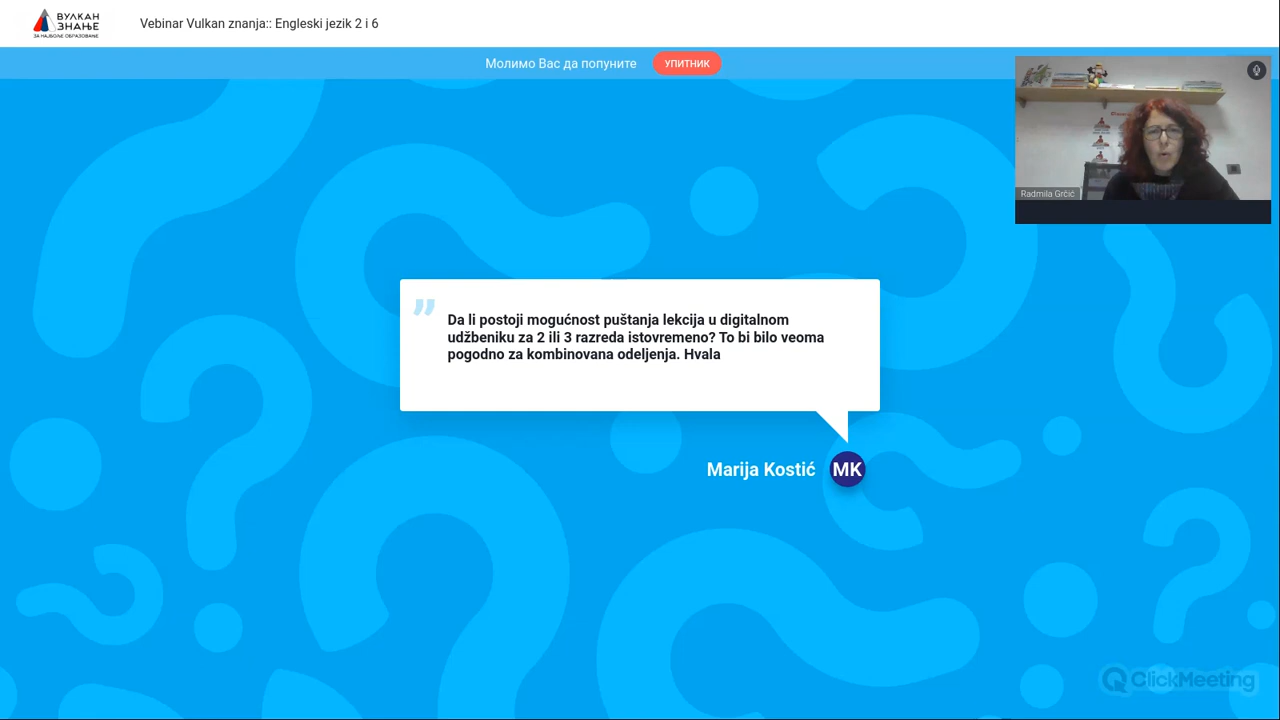 ВУЛКАН
ЗНАЊЕ
ЗА НАЈБОЉЕ ОБРАЗОВАЊЕ
Vebinar Vulkan znanja:: Engleski jezik 2 i 6
Молимо Вас да попуните УПИТНИК
Radmila Grčić
Da li postoji mogućnost puštanja lekcija u digitalnom
udžbeniku za 2 ili 3 razreda istovremeno? To bi bilo veoma
pogodno za kombinovana odeljenja. Hvala
Marija Kostić MK
ClickMeeting